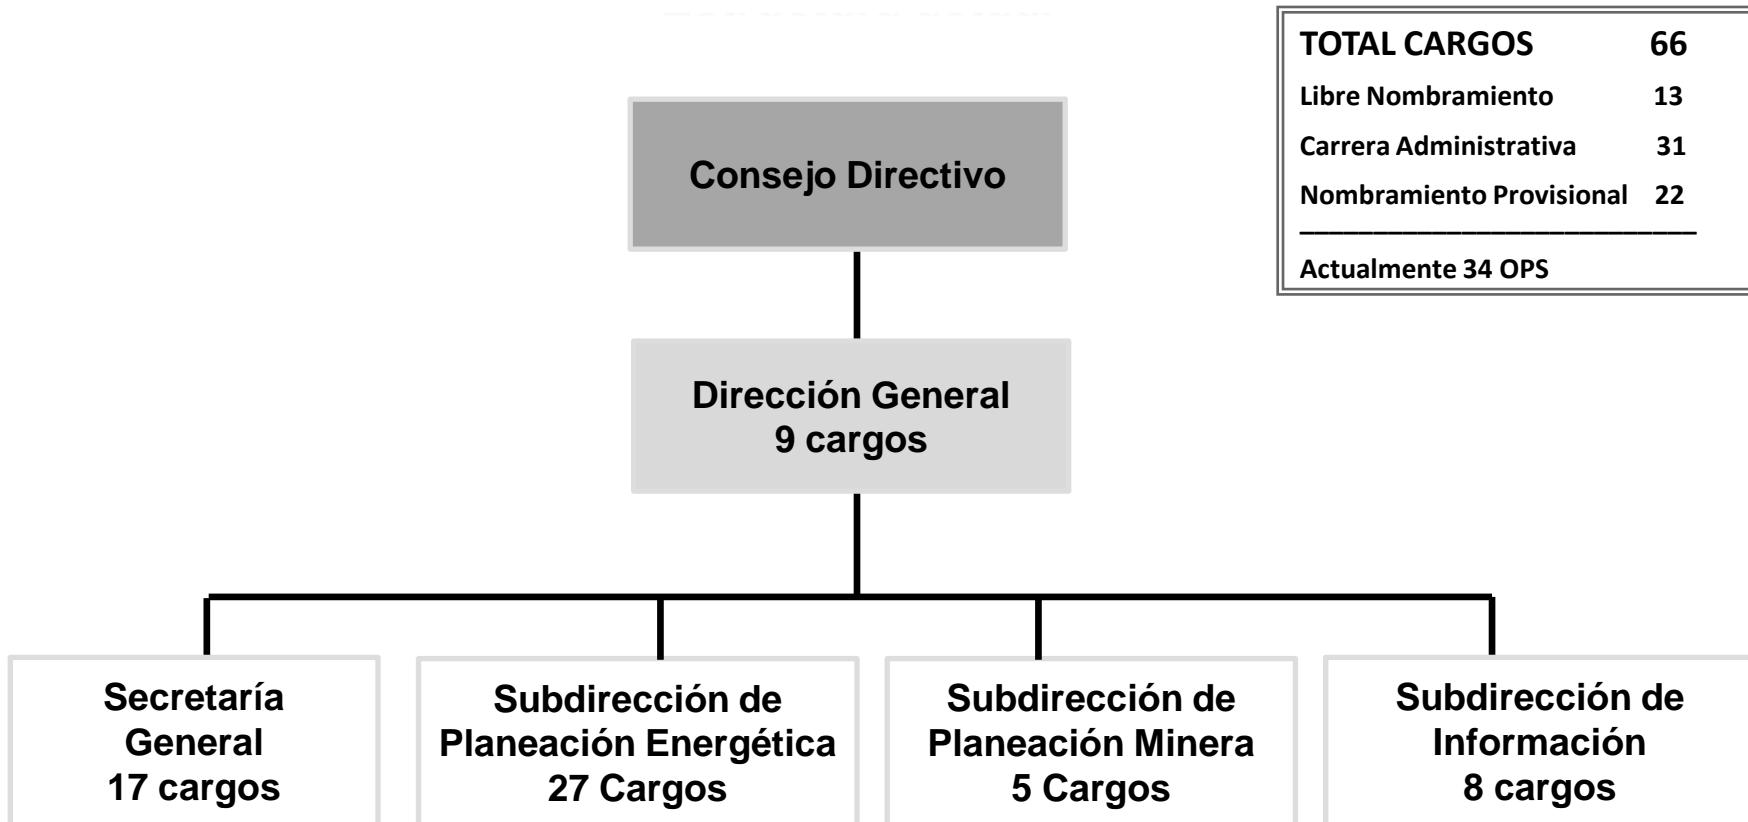 TOTAL CARGOS 66
Libre Nombramiento 13
Carrera Administrativa 31
Nombramiento Provisional 22
Actualmente 34 OPS
Consejo Directivo
Dirección General
9 cargos
Secretaría
General
17 cargos
Subdirección de
Planeación Energética
27 Cargos
Subdirección de
Planeación Minera
5 Cargos
Subdirección de
Información
8 cargos